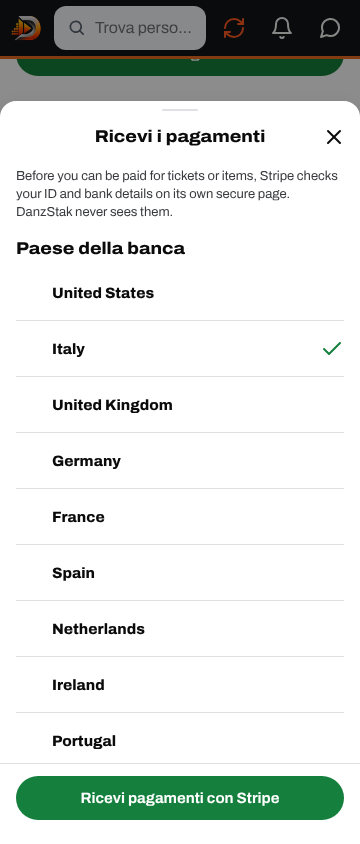 Trova perso...
Ricevi i pagamenti
Before you can be paid for tickets or items, Stripe checks
your ID and bank details on its own secure page.
DanzStak never sees them.
Paese della banca
United States
Italy
United Kingdom
Germany
France
Spain
Netherlands
Ireland
Portugal
Ricevi pagamenti con Stripe